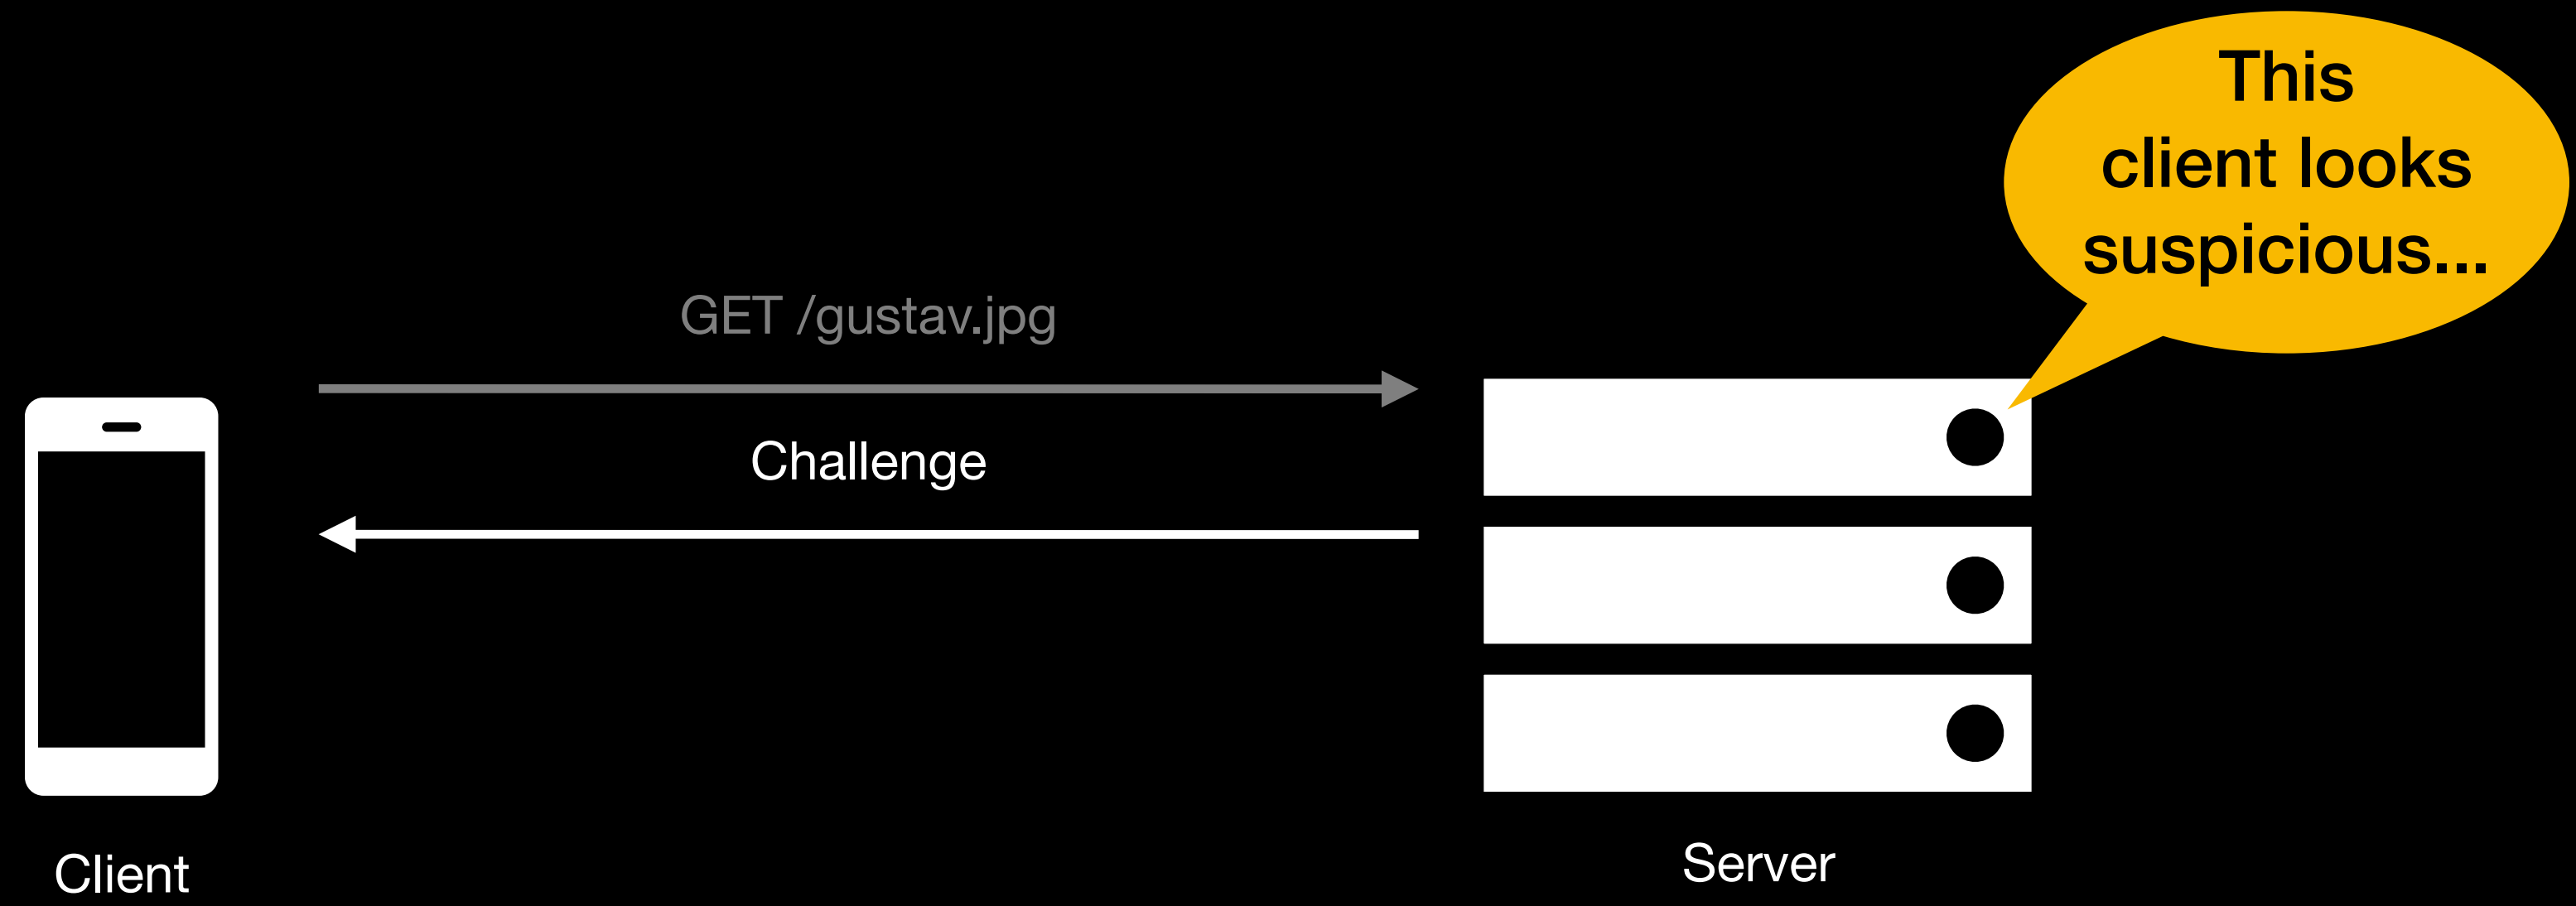 This
client looks
suspicious...
GET /gustav.jpg
Challenge
Client
Server